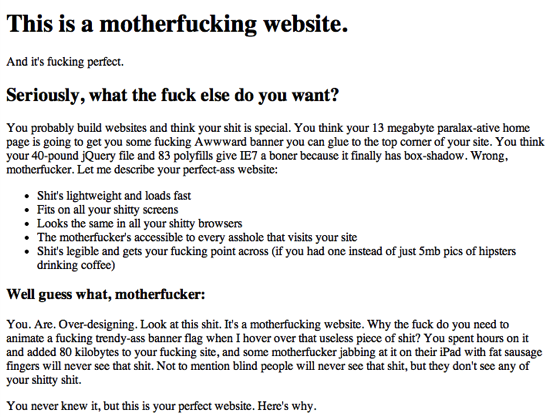 This is a motherfucking website.
And it's fucking perfect.
Seriously, what the fuck else do you want?
You probably build websites and think your shit is special. You think your 13 megabyte paralax-ative home
page is going to get you some fucking Awwward banner you can glue to the top corner of your site. You think
your 40-pound jQuery file and 83 polyfills give IE7 a boner because it finally has box-shadow. Wrong,
motherfucker. Let me describe your perfect-ass website:
• Shit's lightweight and loads fast
• Fits on all your shitty screens
• Looks the same in all your shitty browsers
• The motherfucker's accessible to every asshole that visits your site
• Shit's legible and gets your fucking point across (if you had one instead of just 5mb pics of hipsters
drinking coffee)
Well guess what, motherfucker:
You. Are. Over-designing. Look at this shit. It's a motherfucking website. Why the fuck do you need to
animate a fucking trendy-ass banner flag when I hover over that useless piece of shit? You spent hours on it
and added 80 kilobytes to your fucking site, and some motherfucker jabbing at it on their iPad with fat sausage
fingers will never see that shit. Not to mention blind people will never see that shit, but they don't see any of
your shitty shit.
You never knew it, but this is your perfect website. Here's why.